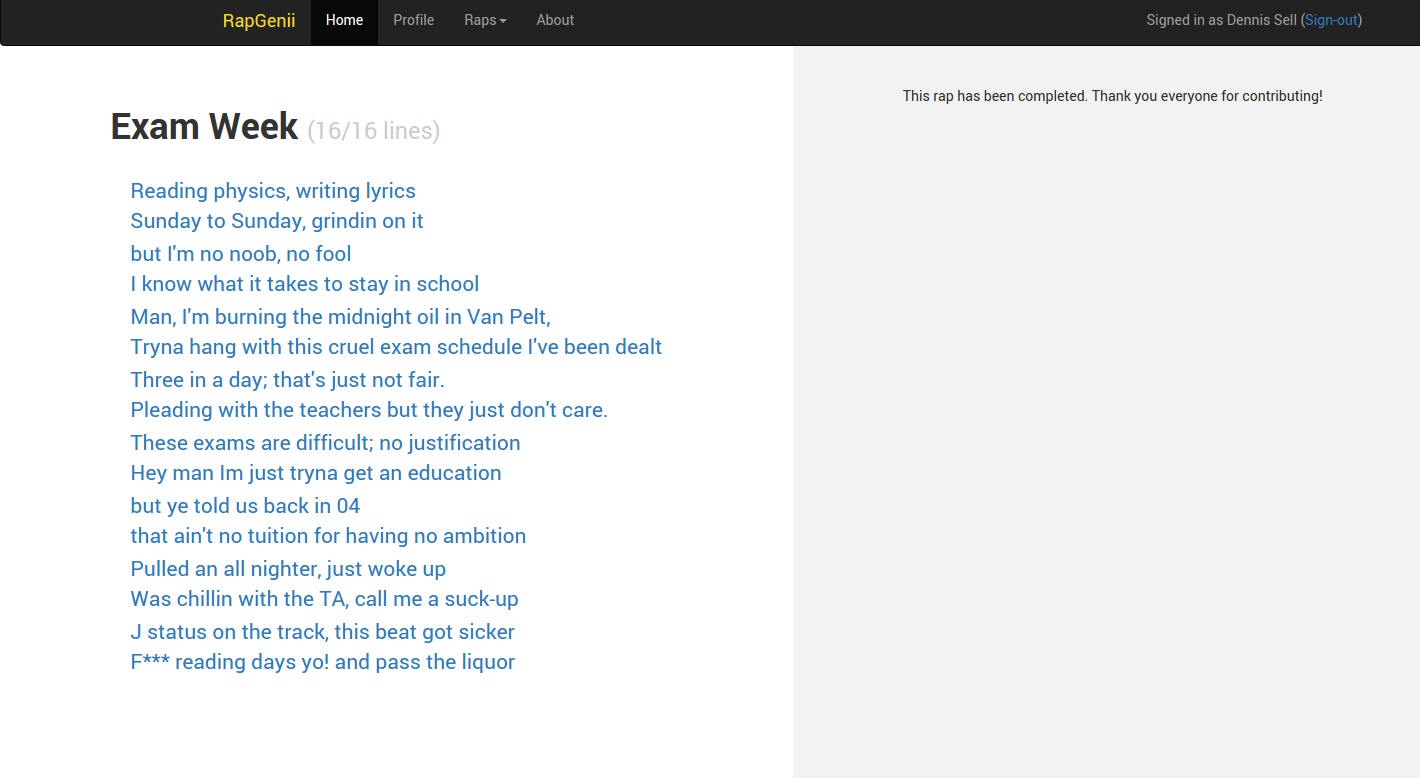 RapGenii Home Profile Raps About Signed in as Dennis Sell (Sign-out)
Exam Week (16/16 lines)
Reading physics, writing lyrics
Sunday to Sunday, grindin on it
but I'm no noob, no fool
I know what it takes to stay in school
Man, I'm burning the midnight oil in Van Pelt,
Tryna hang with this cruel exam schedule I've been dealt
Three in a day; that's just not fair.
Pleading with the teachers but they just don't care.
These exams are difficult; no justification
Hey man Im just tryna get an education
but ye told us back in 04
that ain't no tuition for having no ambition
Pulled an all nighter, just woke up
Was chillin with the TA, call me a suck-up
J status on the track, this beat got sicker
F*** reading days yo! and pass the liquor
This rap has been completed. Thank you everyone for contributing!